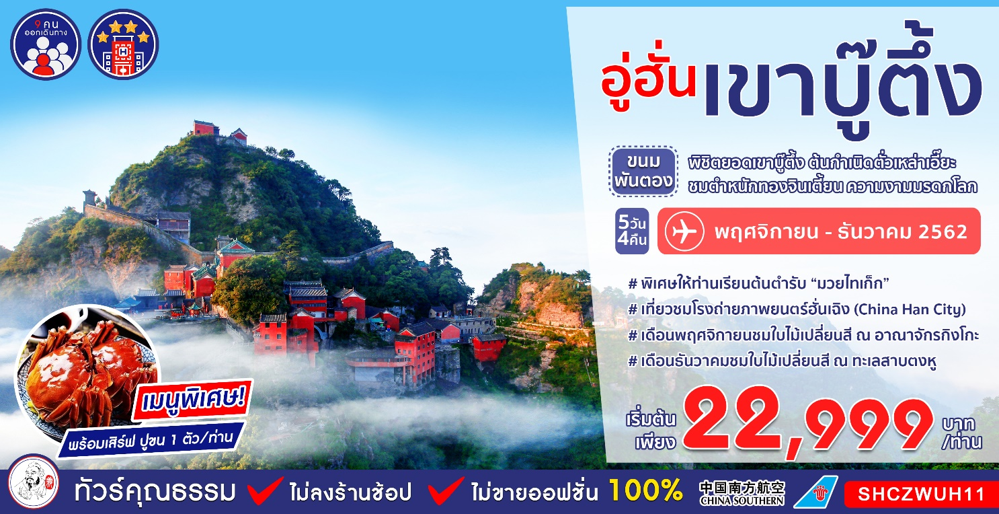 9 คน
ออกเดินทาง
H
อู่ฮั่น เขาบู๊ตึ๊ง
ขนม
พันตอง
พิชิตยอดเขาบู๊ตึ๊ง ต้นกำเนิดตั่วเหล่าเอี๊ยะ
ชมตำหนักทองจินเตี้ยน ความงามมรดกโลก
5วัน
4คืน
พฤศจิกายน - ธันวาคม 2562
# พิเศษให้ท่านเรียนต้นตำรับ “มวยไทเก็ก”
# เที่ยวชมโรงถ่ายภาพยนตร์ฮั่นเฉิง (China Han City)
# เดือนพฤศจิกายนชมใบไม้เปลี่ยนสี ณ อาณาจักรกิงโกะ
# เดือนธันวาคมชมใบไม้เปลี่ยนสี ณ ทะเลสาบตงหู
เริ่มต้น
เพียง
22,999
บาท
/ท่าน
เมนูพิเศษ!
พร้อมเสิร์ฟ ปูขน 1 ตัว/ท่าน
ทัวร์คุณธรรม ไม่ลงร้านช้อป ไม่ขายออฟชั่น 100%
中国南方航空
CHINA SOUTHERN
SHCZWUH11